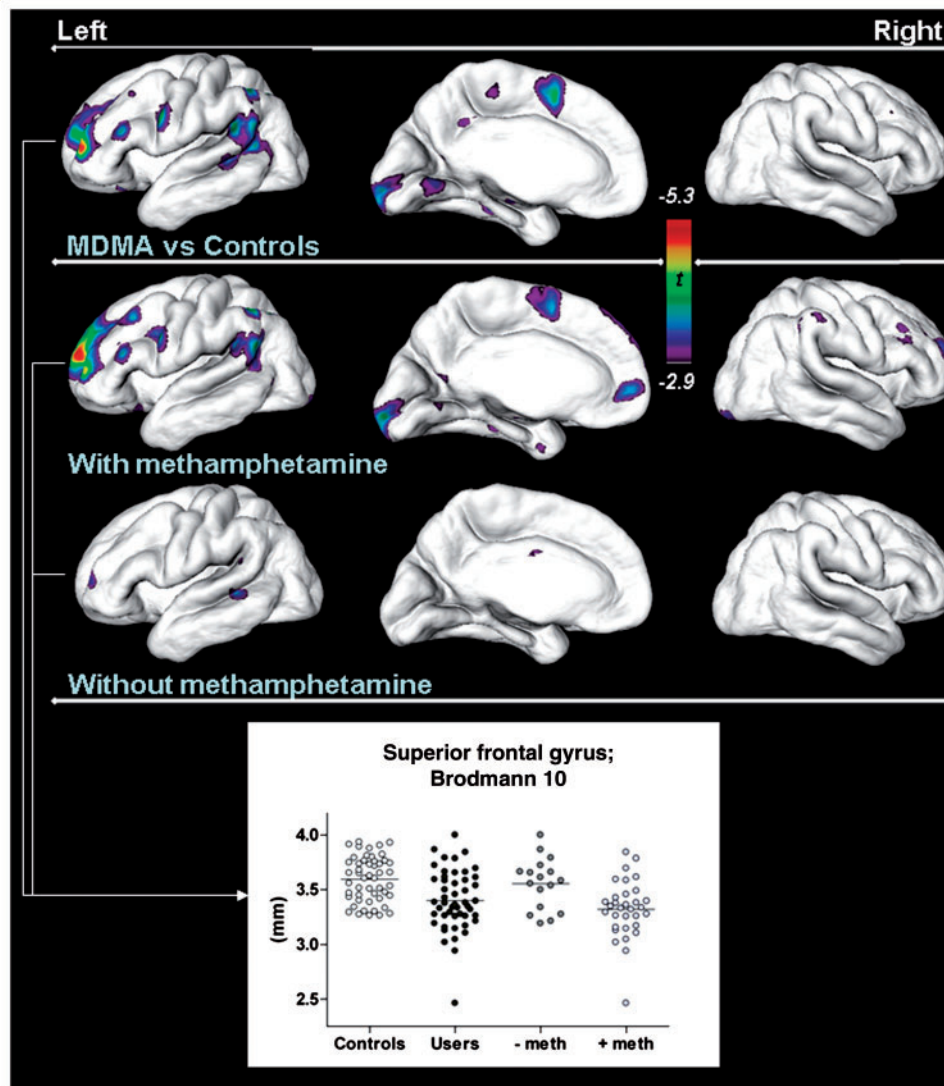 Left Right
MDMA vs Controls
-5.3
t
-2.9
With methamphetamine
Without methamphetamine
Superior frontal gyrus;
Brodmann 10
4.0
3.5
3.0
2.5
(mm)
Controls Users - meth + meth